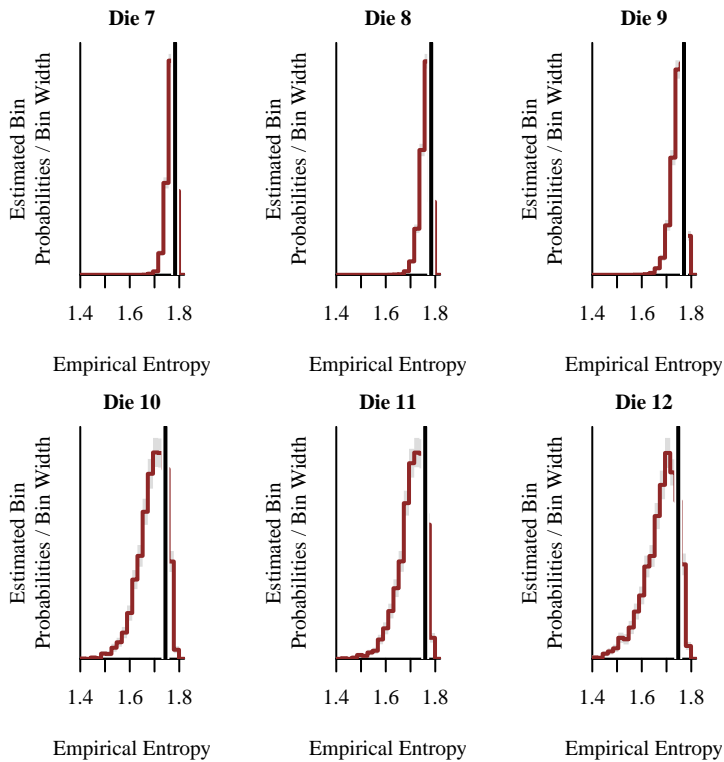 Die 7
Estimated Bin
Probabilities / Bin Width
1.4 1.6 1.8
Empirical Entropy
Die 8
Estimated Bin
Probabilities / Bin Width
1.4 1.6 1.8
Empirical Entropy
Die 9
Estimated Bin
Probabilities / Bin Width
1.4 1.6 1.8
Empirical Entropy
Die 10
Estimated Bin
Probabilities / Bin Width
1.4 1.6 1.8
Empirical Entropy
Die 11
Estimated Bin
Probabilities / Bin Width
1.4 1.6 1.8
Empirical Entropy
Die 12
Estimated Bin
Probabilities / Bin Width
1.4 1.6 1.8
Empirical Entropy